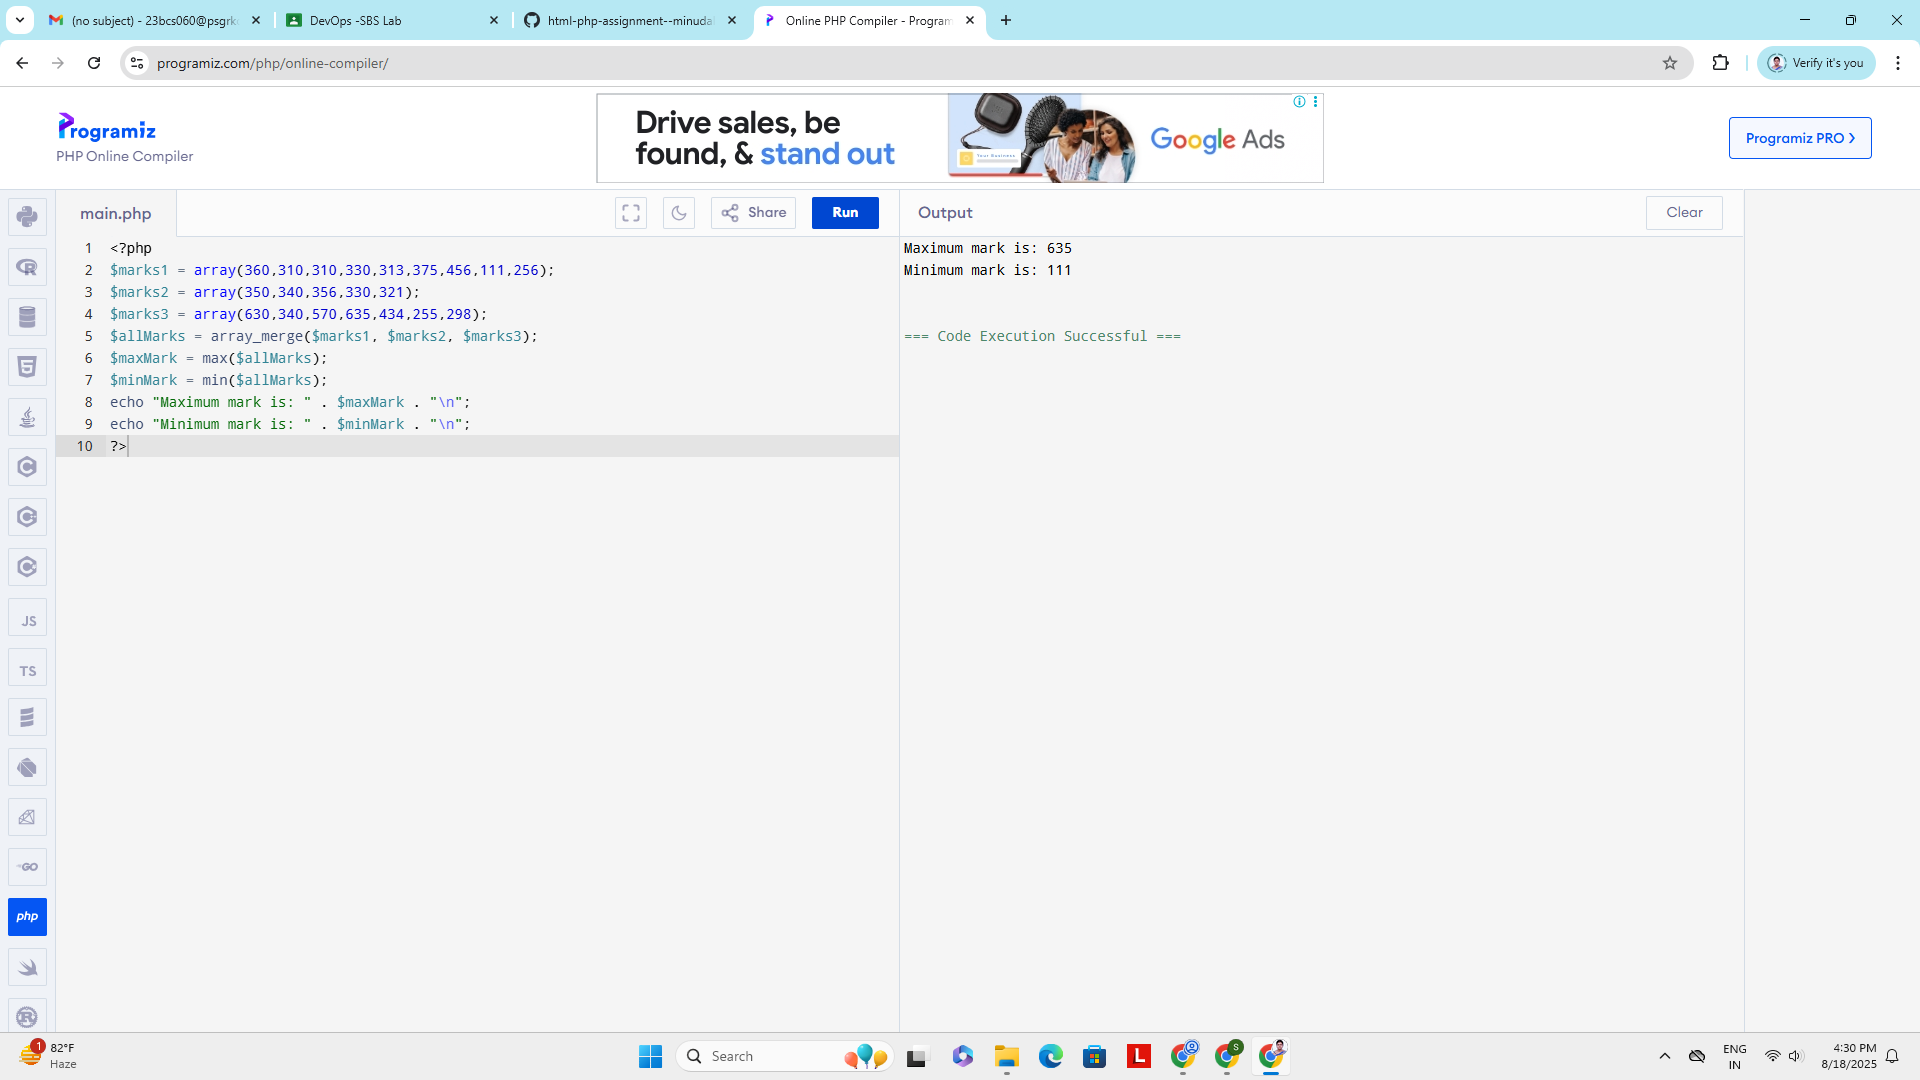 (no subject) - 23bcs060@psgrk
DevOps -SBS Lab
html-php-assignment--minuda
Online PHP Compiler - Program
programiz.com/php/online-compiler/
Verify it's you
Programiz
PHP Online Compiler
Drive sales, be
found, & stand out
Your Business
Google Ads
Programiz PRO
main.php
Share
Run
Output
Clear
1 <?php
2 $marks1 = array(360,310,310,330,313,375,456,111,256);
3 $marks2 = array(350,340,356,330,321);
4 $marks3 = array(630,340,570,635,434,255,298);
5 $allMarks = array_merge($marks1, $marks2, $marks3);
6 $maxMark = max($allMarks);
7 $minMark = min($allMarks);
8 echo "Maximum mark is: " . $maxMark . "\n";
9 echo "Minimum mark is: " . $minMark . "\n";
10 ?>
Maximum mark is: 635
Minimum mark is: 111
=== Code Execution Successful ===
JS
TS
GO
php
1
82°F
Haze
Search
L
S
ENG
IN
4:30 PM
8/18/2025